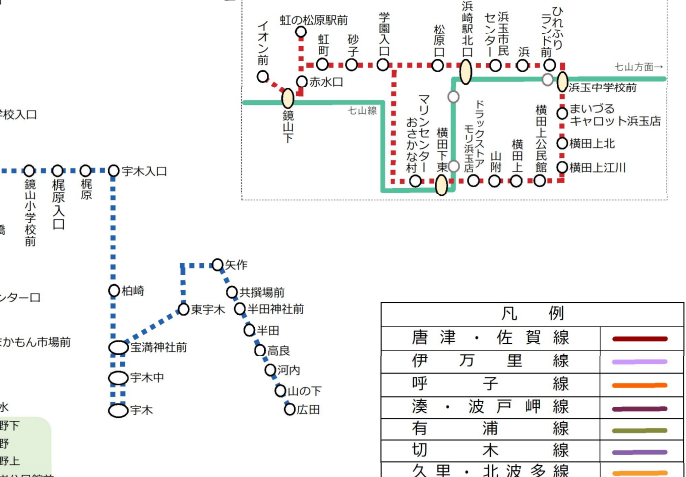 イオン前
虹の松原駅前
虹町
砂子
学園入口
松原口
浜崎駅北口
浜玉市民
センター
浜
ひれふり
ランド前
七山方面→
赤水口
鏡山下
七山線
浜玉中学校前
まいづる
キャロット浜玉店
横田上北
横田上江川
マリンセンター
おさかな村
横田下東
ドラックストア
モリ浜玉店
山附
横田上
横田上公民館
学校入口
鏡山小学校前
梶原入口
梶原
宇木入口
柏崎
宝満神社前
宇木中
宇木
東宇木
矢作
共撰場前
半田神社前
半田
高良
河内
山の下
広田
ンター口
かもん市場前
水
野下
野
野上
凡例
唐津・佐賀線
伊万里線
呼子線
湊・波戸岬線
有浦線
切木線
久里・北波多線